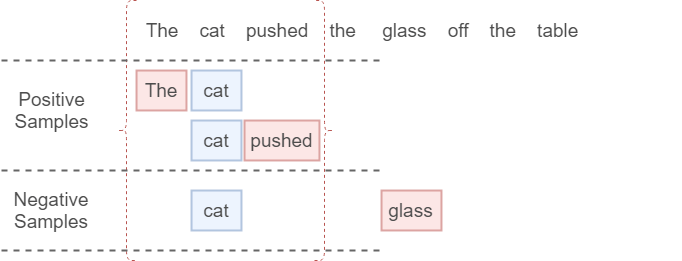 The cat pushed the glass off the table
Positive
Samples
The cat
cat pushed
Negative
Samples
cat glass